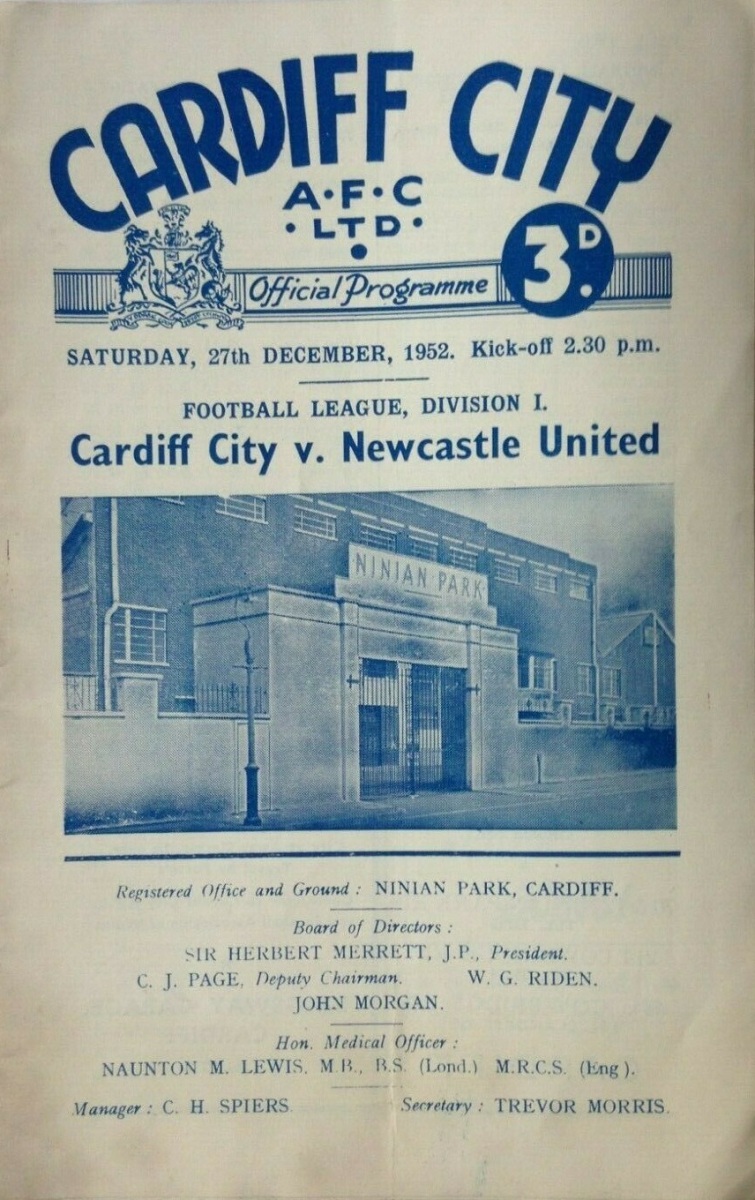 CARDIFF CITY
A·F·C
·LTD·
Official Programme
3D.
SATURDAY, 27th DECEMBER, 1952. Kick-off 2.30 p.m.
FOOTBALL LEAGUE, DIVISION I.
Cardiff City v. Newcastle United
NINIAN PARK
Registered Office and Ground : NINIAN PARK, CARDIFF.
Board of Directors :
SIR HERBERT MERRETT, J.P., President.
C. J. PAGE, Deputy Chairman. W. G. RIDEN.
JOHN MORGAN.
Hon. Medical Officer :
NAUNTON M. LEWIS, M.B., B.S. (Lond.) M.R.C.S. (Eng).
Manager : C. H. SPIERS. Secretary : TREVOR MORRIS.